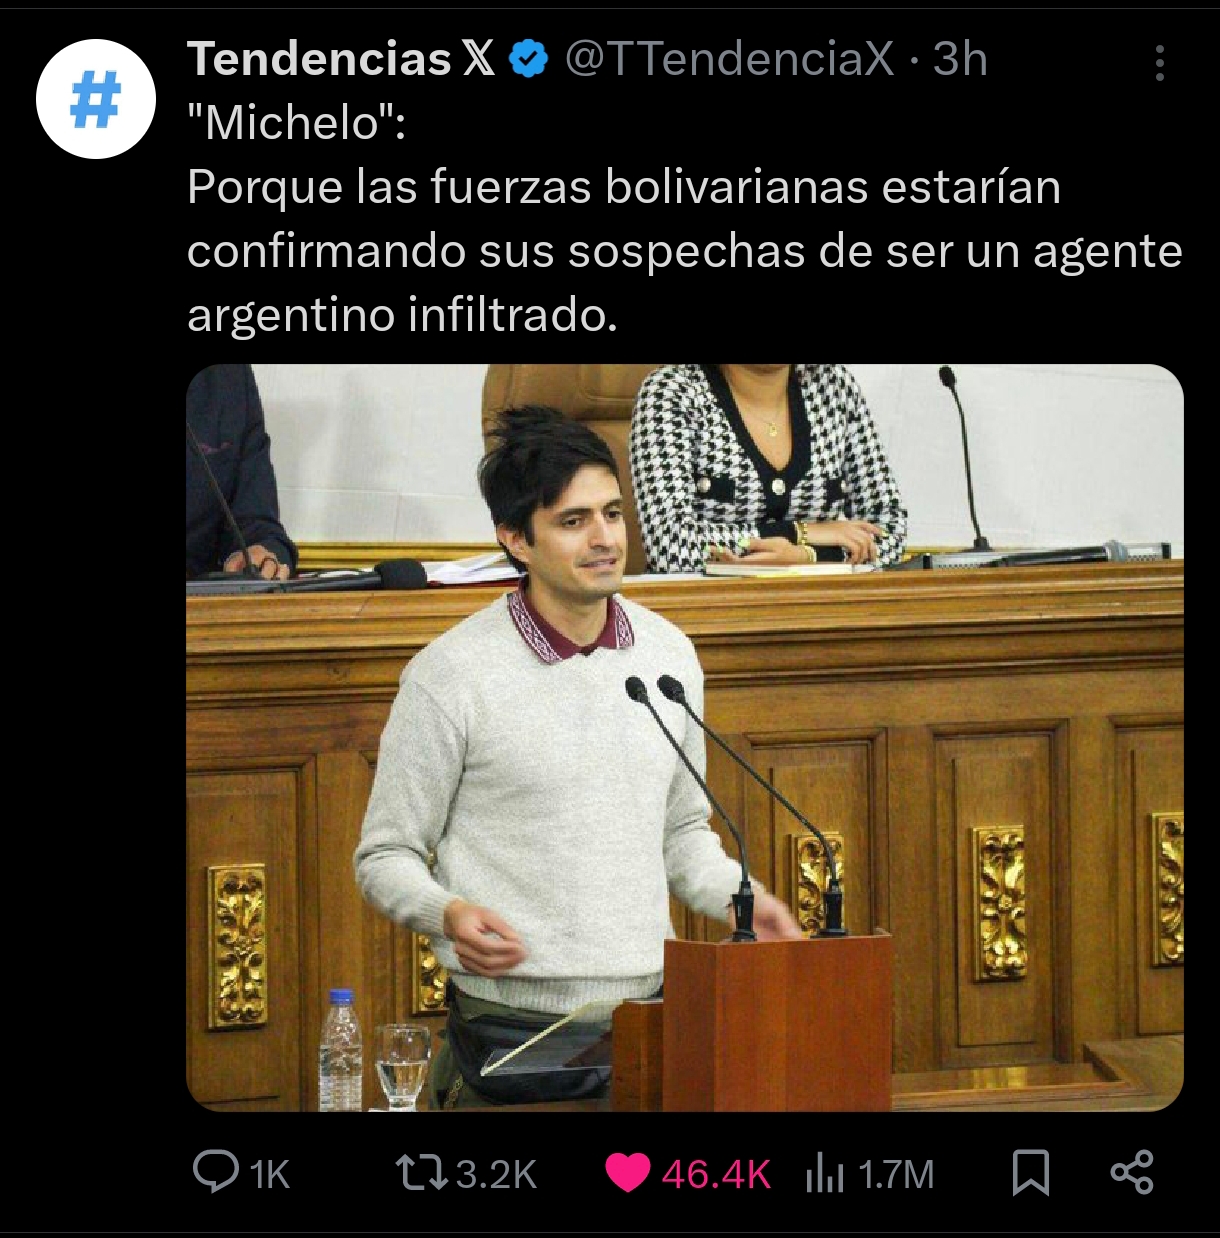 Tendencias 𝕏 @TTendenciaX · 3h
"Michelo":
Porque las fuerzas bolivarianas estarían
confirmando sus sospechas de ser un agente
argentino infiltrado.
1K 3.2K 46.4K 1.7M